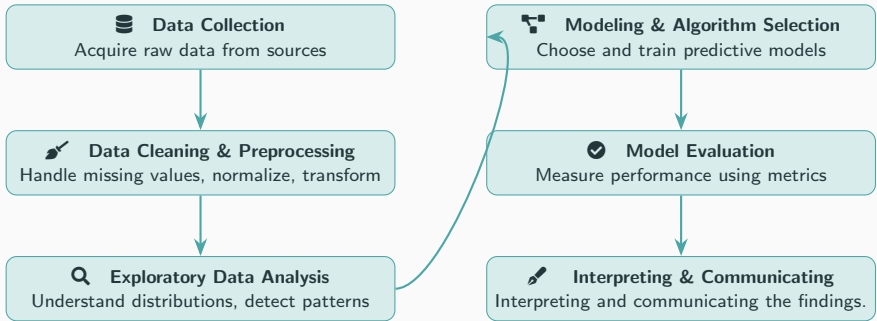 Data Collection
Acquire raw data from sources
Data Cleaning & Preprocessing
Handle missing values, normalize, transform
Exploratory Data Analysis
Understand distributions, detect patterns
Modeling & Algorithm Selection
Choose and train predictive models
Model Evaluation
Measure performance using metrics
Interpreting & Communicating
Interpreting and communicating the findings.